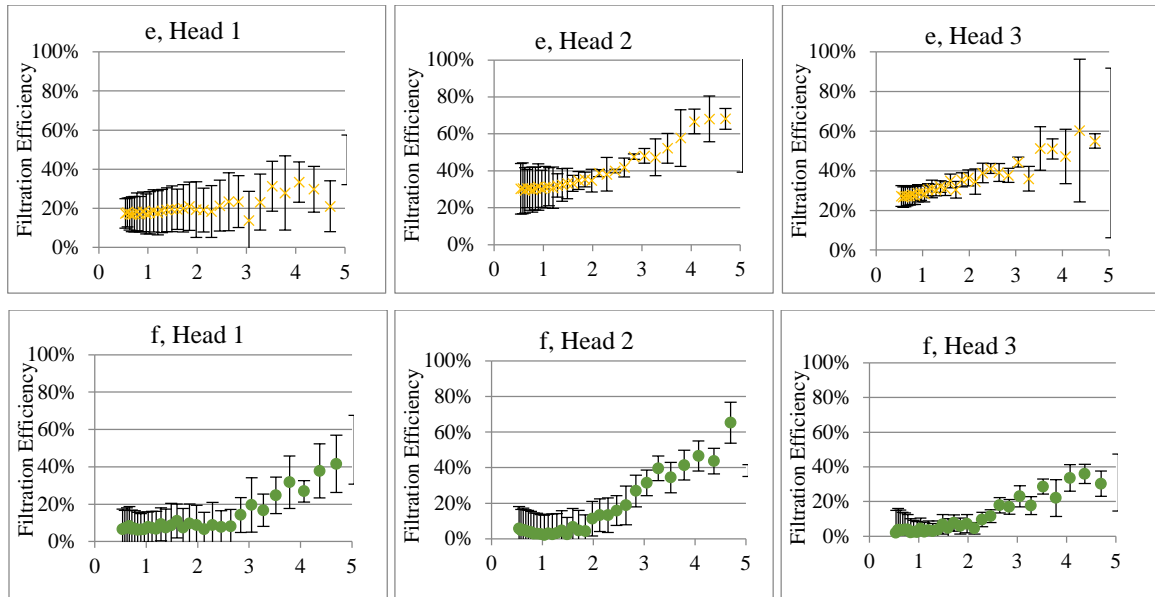 e, Head 1
Filtration Efficiency
100%
80%
60%
40%
20%
0%
0 1 2 3 4 5
e, Head 2
Filtration Efficiency
100%
80%
60%
40%
20%
0%
0 1 2 3 4 5
e, Head 3
Filtration Efficiency
100%
80%
60%
40%
20%
0%
0 1 2 3 4 5
f, Head 1
Filtration Efficiency
100%
80%
60%
40%
20%
0%
0 1 2 3 4 5
f, Head 2
Filtration Efficiency
100%
80%
60%
40%
20%
0%
0 1 2 3 4 5
f, Head 3
Filtration Efficiency
100%
80%
60%
40%
20%
0%
0 1 2 3 4 5